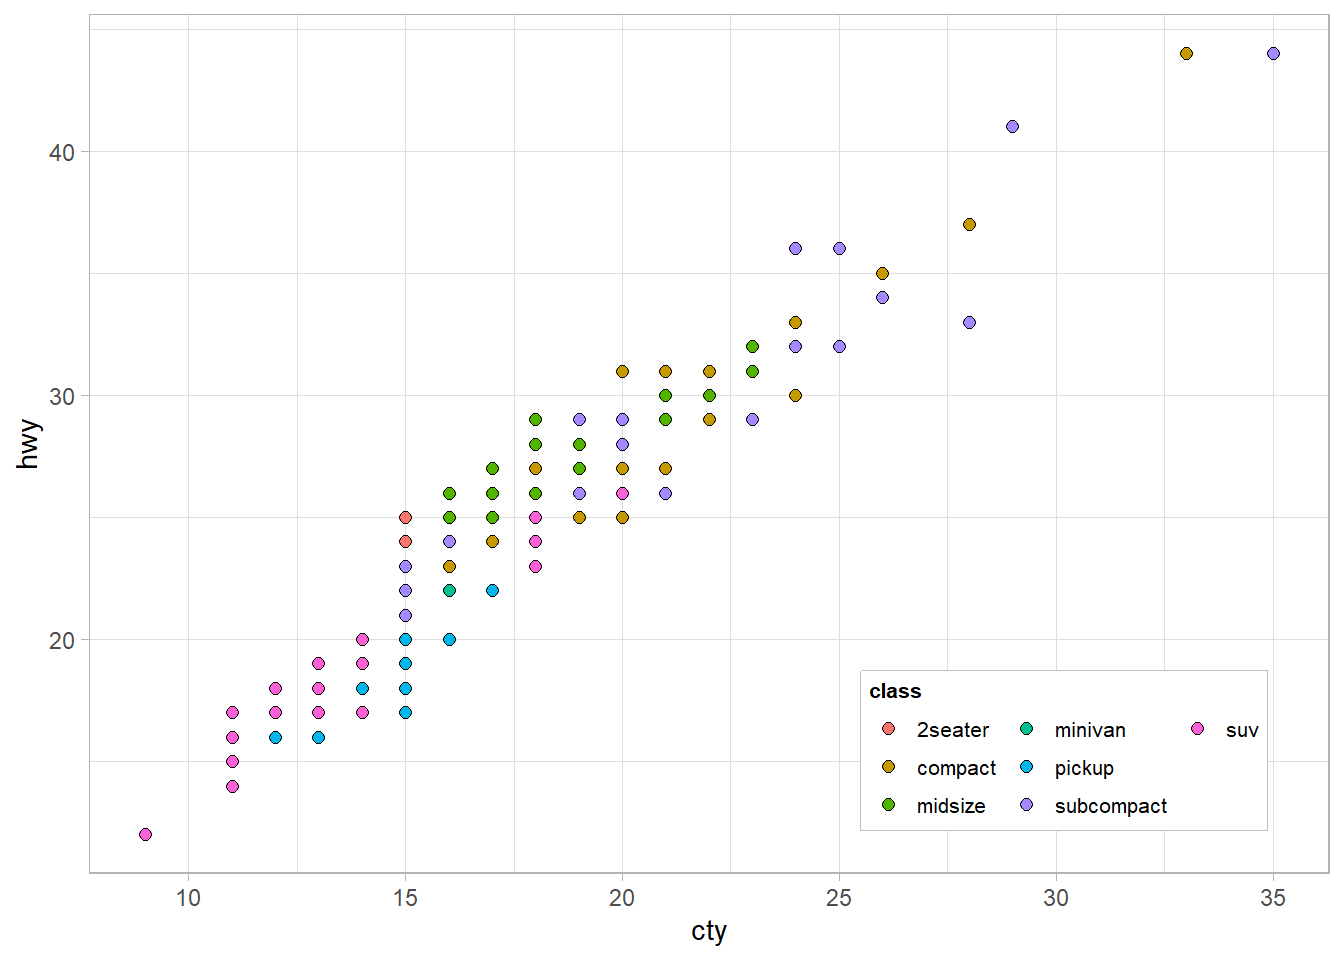 hwy
40
30
20
10 15 20 25 30 35
cty
class
2seater minivan suv
compact pickup
midsize subcompact